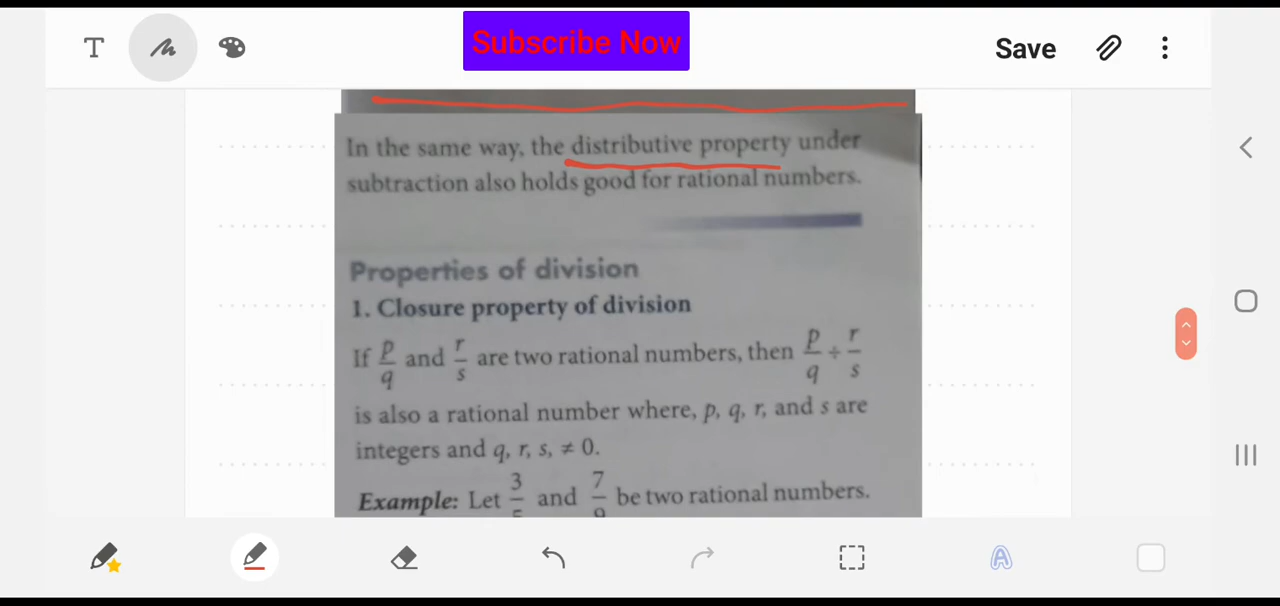 T
Subscribe Now
Save
In the same way, the distributive property under
subtraction also holds good for rational numbers.
Properties of division
1. Closure property of division
If p/q and r/s are two rational numbers, then p/q ÷ r/s
is also a rational number where, p, q, r, and s are
integers and q, r, s, ≠ 0.
Example: Let 3/5 and 7/9 be two rational numbers.
A